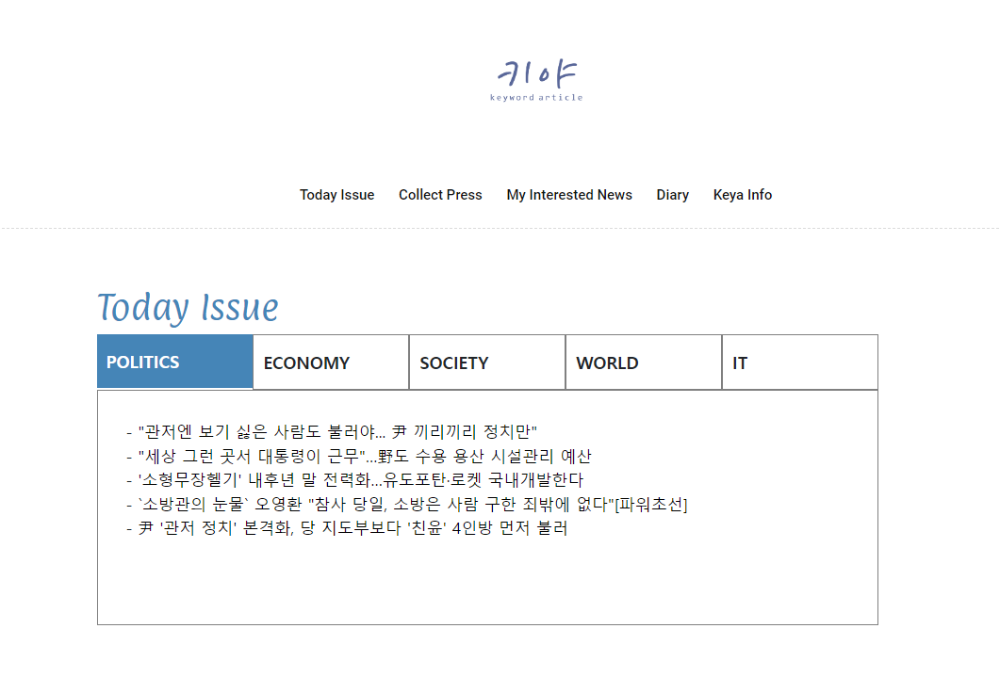 키야
keyword article
Today Issue Collect Press My Interested News Diary Keya Info
Today Issue
POLITICS ECONOMY SOCIETY WORLD IT
- "관저엔 보기 싫은 사람도 불러야... 尹 끼리끼리 정치만"
- "세상 그런 곳서 대통령이 근무"...野도 수용 용산 시설관리 예산
- '소형무장헬기' 내후년 말 전력화...유도포탄·로켓 국내개발한다
- `소방관의 눈물` 오영환 "참사 당일, 소방은 사람 구한 죄밖에 없다"[파워초선]
- 尹 '관저 정치' 본격화, 당 지도부보다 '친윤' 4인방 먼저 불러